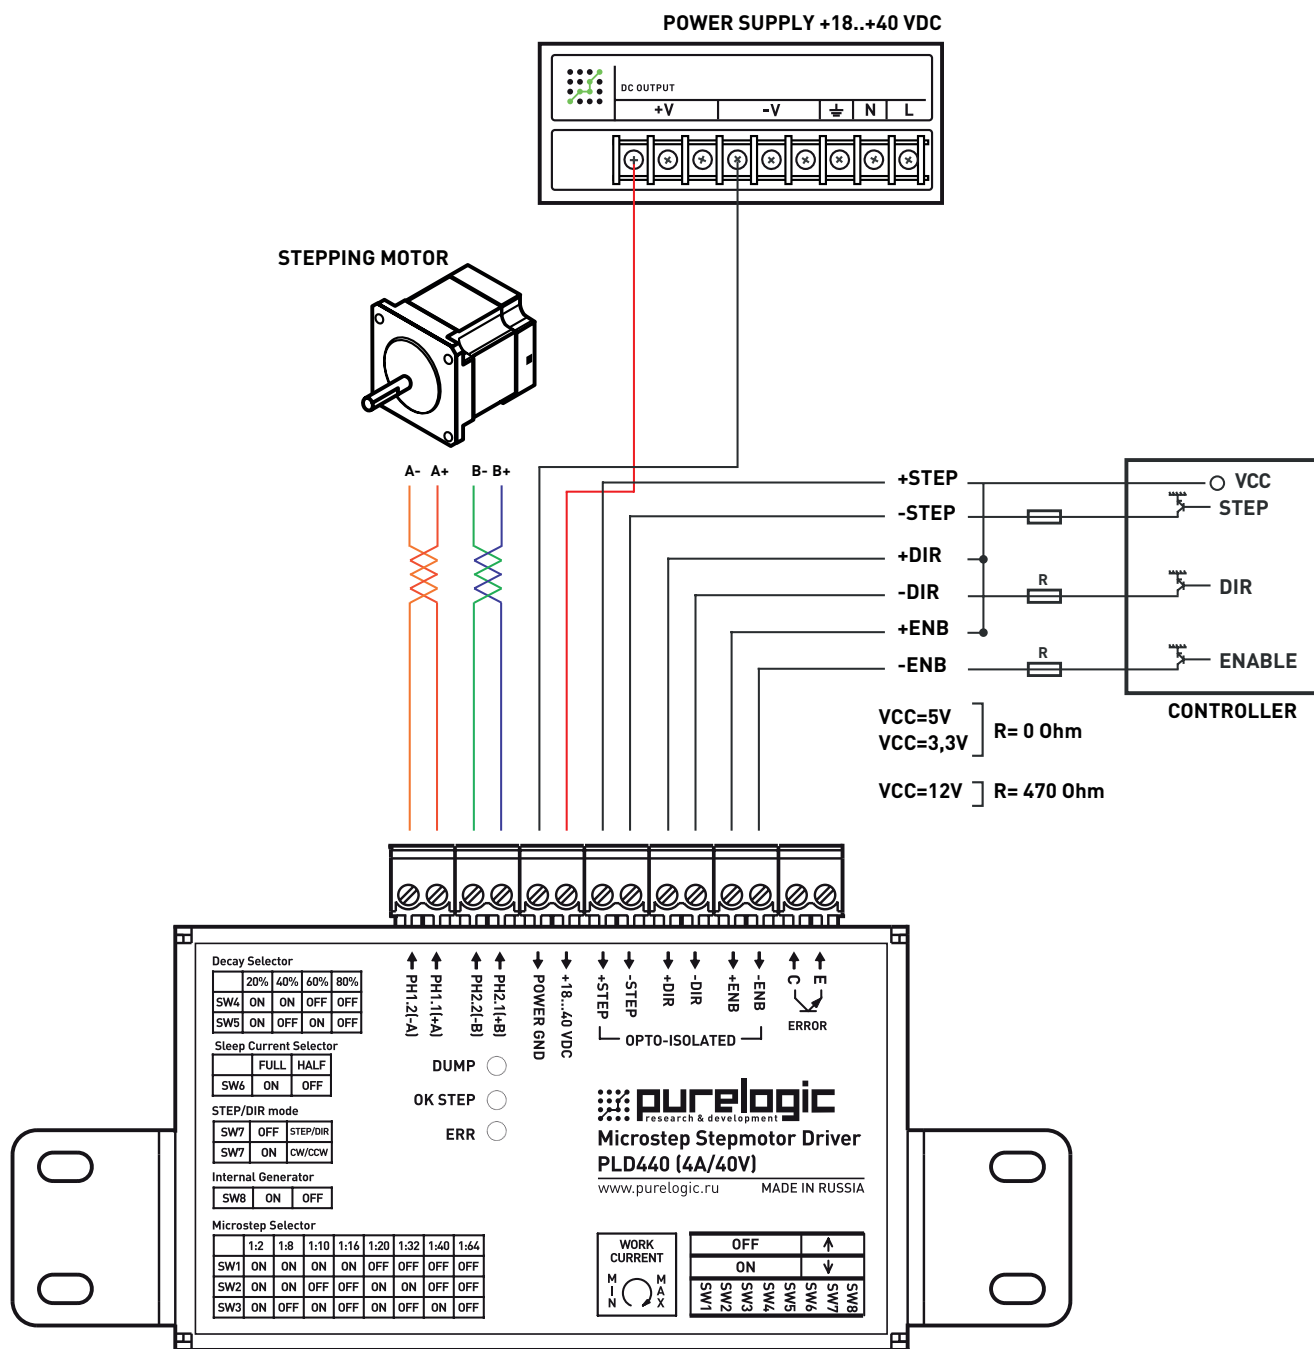 POWER SUPPLY +18..+40 VDC
DC OUTPUT
+V -V N L
STEPPING MOTOR
A- A+ B- B+
+STEP
-STEP
+DIR
-DIR
+ENB
-ENB
R
R
VCC
STEP
DIR
ENABLE
CONTROLLER
VCC=5V
VCC=3,3V
R= 0 Ohm
VCC=12V
R= 470 Ohm
PH1.2(-A)
PH1.1(+A)
PH2.2(-B)
PH2.1(+B)
POWER GND
+18...40 VDC
+STEP
-STEP
+DIR
-DIR
+ENB
-ENB
C
E
ERROR
OPTO-ISOLATED
DUMP
OK STEP
ERR
Decay Selector
20% 40% 60% 80%
SW4 ON ON OFF OFF
SW5 ON OFF ON OFF
Sleep Current Selector
FULL HALF
SW6 ON OFF
STEP/DIR mode
SW7 OFF STEP/DIR
SW7 ON CW/CCW
Internal Generator
SW8 ON OFF
Microstep Selector
1:2 1:8 1:10 1:16 1:20 1:32 1:40 1:64
SW1 ON ON ON ON OFF OFF OFF OFF
SW2 ON ON OFF OFF ON ON OFF OFF
SW3 ON OFF ON OFF ON OFF ON OFF
purelogic
research & development
Microstep Stepmotor Driver
PLD440 (4A/40V)
www.purelogic.ru MADE IN RUSSIA
WORK
CURRENT
MIN
MAX
OFF
ON
SW1
SW2
SW3
SW4
SW5
SW6
SW7
SW8